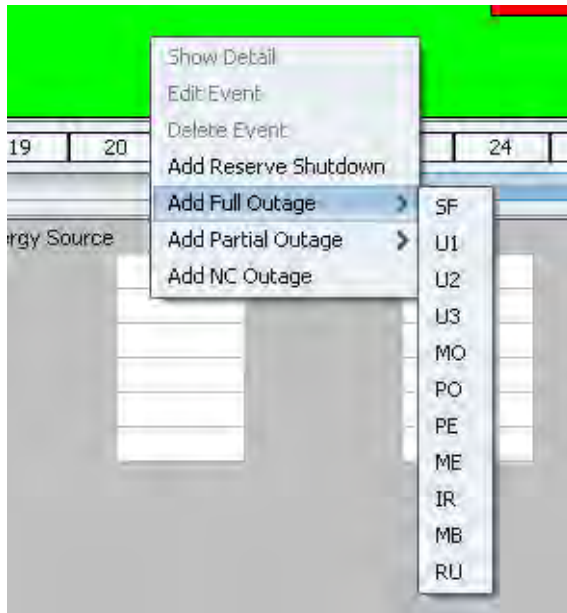 Show Detail
Edit Event
Delete Event
19 20 24
Add Reserve Shutdown
Add Full Outage
Add Partial Outage
Add NC Outage
ergy Source
SF
U1
U2
U3
MO
PO
PE
ME
IR
MB
RU